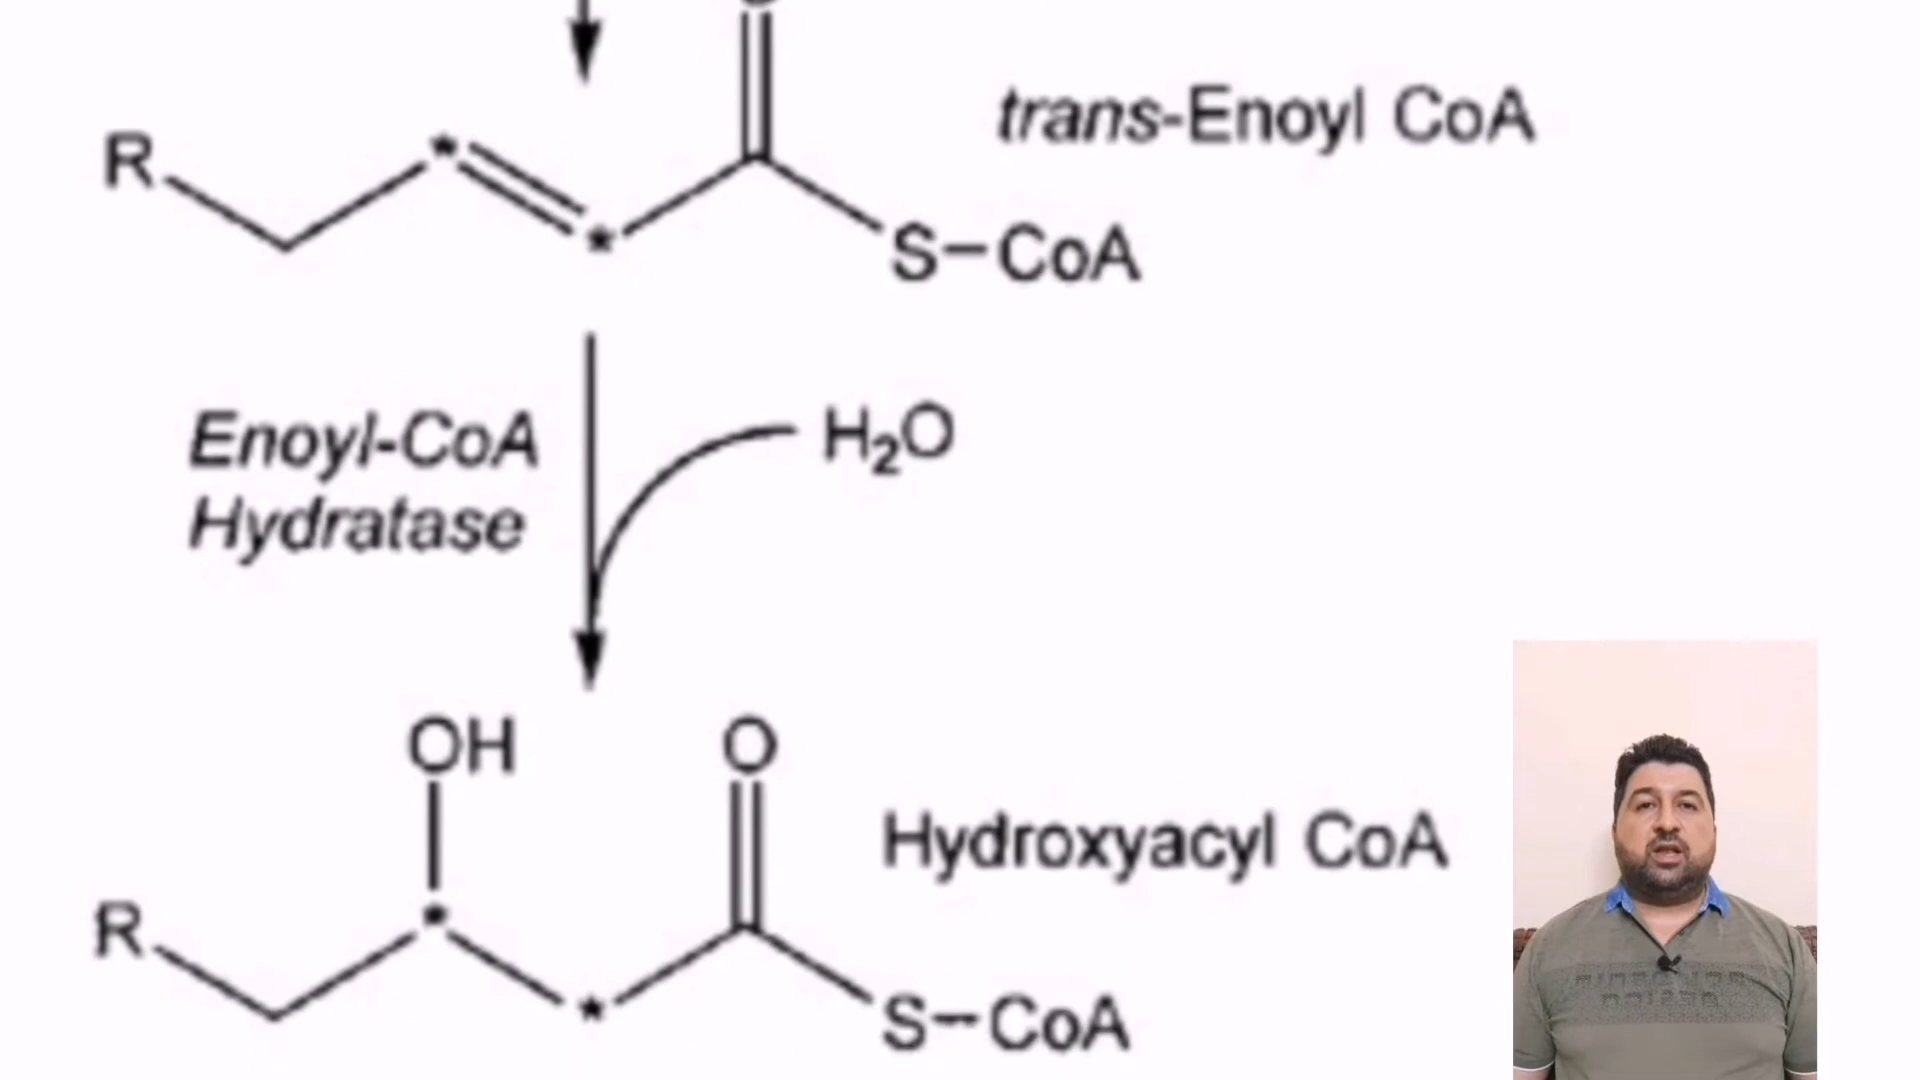 trans-Enoyl CoA
R
*
*
S–CoA
Enoyl-CoA
Hydratase
H₂O
OH
O
Hydroxyacyl CoA
R
*
*
S–CoA